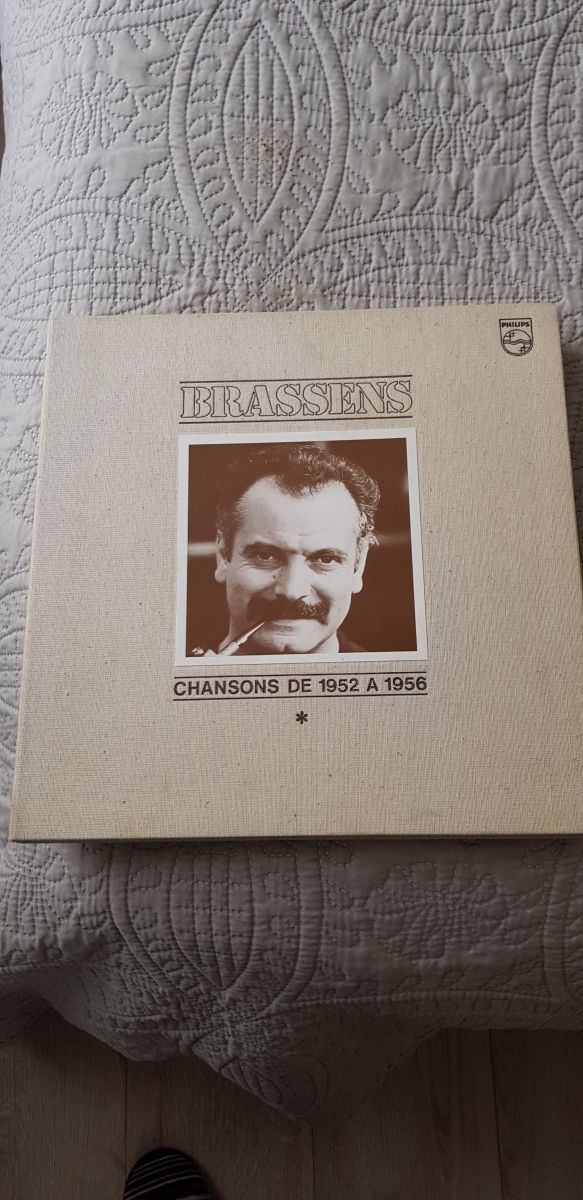 PHILIPS
BRASSENS
CHANSONS DE 1952 A 1956
*